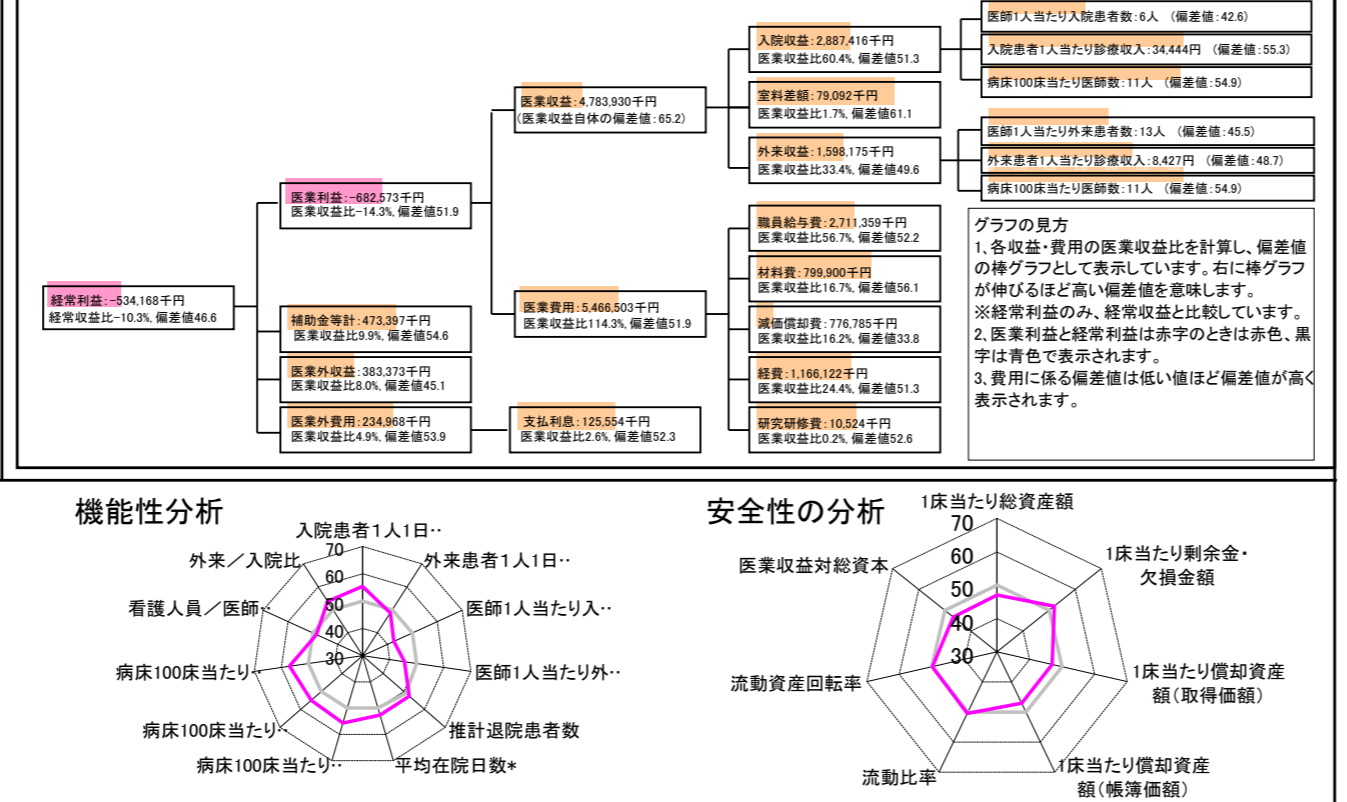 医師1人当たり入院患者数:6人 (偏差値:42.6)
入院収益:2,887,416千円
医業収益比60.4%, 偏差値51.3
入院患者1人当たり診療収入:34,444円 (偏差値:55.3)
病床100床当たり医師数:11人 (偏差値:54.9)
医業収益:4,783,930千円
(医業収益自体の偏差値:65.2)
室料差額:79,092千円
医業収益比1.7%, 偏差値61.1
医師1人当たり外来患者数:13人 (偏差値:45.5)
外来収益:1,598,175千円
医業収益比33.4%, 偏差値49.6
外来患者1人当たり診療収入:8,427円 (偏差値:48.7)
病床100床当たり医師数:11人 (偏差値:54.9)
医業利益:-682,573千円
医業収益比-14.3%, 偏差値51.9
職員給与費:2,711,359千円
医業収益比56.7%, 偏差値52.2
材料費:799,900千円
医業収益比16.7%, 偏差値56.1
経常利益:-534,168千円
経常収益比-10.3%, 偏差値46.6
医業費用:5,466,503千円
医業収益比114.3%, 偏差値51.9
補助金等計:473,397千円
医業収益比9.9%, 偏差値54.6
減価償却費:776,785千円
医業収益比16.2%, 偏差値33.8
医業外収益:383,373千円
医業収益比8.0%, 偏差値45.1
経費:1,166,122千円
医業収益比24.4%, 偏差値51.3
医業外費用:234,968千円
医業収益比4.9%, 偏差値53.9
支払利息:125,554千円
医業収益比2.6%, 偏差値52.3
研究研修費:10,524千円
医業収益比0.2%, 偏差値52.6
グラフの見方
1、各収益・費用の医業収益比を計算し、偏差値
の棒グラフとして表示しています。右に棒グラフ
が伸びるほど高い偏差値を意味します。
※経常利益のみ、経常収益と比較しています。
2、医業利益と経常利益は赤字のときは赤色、黒
字は青色で表示されます。
3、費用に係る偏差値は低い値ほど偏差値が高く
表示されます。
機能性分析
入院患者1人1日‥
外来患者1人1日‥
医師1人当たり入‥
医師1人当たり外‥
推計退院患者数
平均在院日数*
病床100床当たり‥
病床100床当たり‥
病床100床当たり‥
看護人員/医師‥
外来/入院比
70
60
50
40
30
安全性の分析
1床当たり総資産額
1床当たり剰余金・
欠損金額
1床当たり償却資産
額(取得価額)
1床当たり償却資産
額(帳簿価額)
流動比率
流動資産回転率
医業収益対総資本
70
60
50
40
30